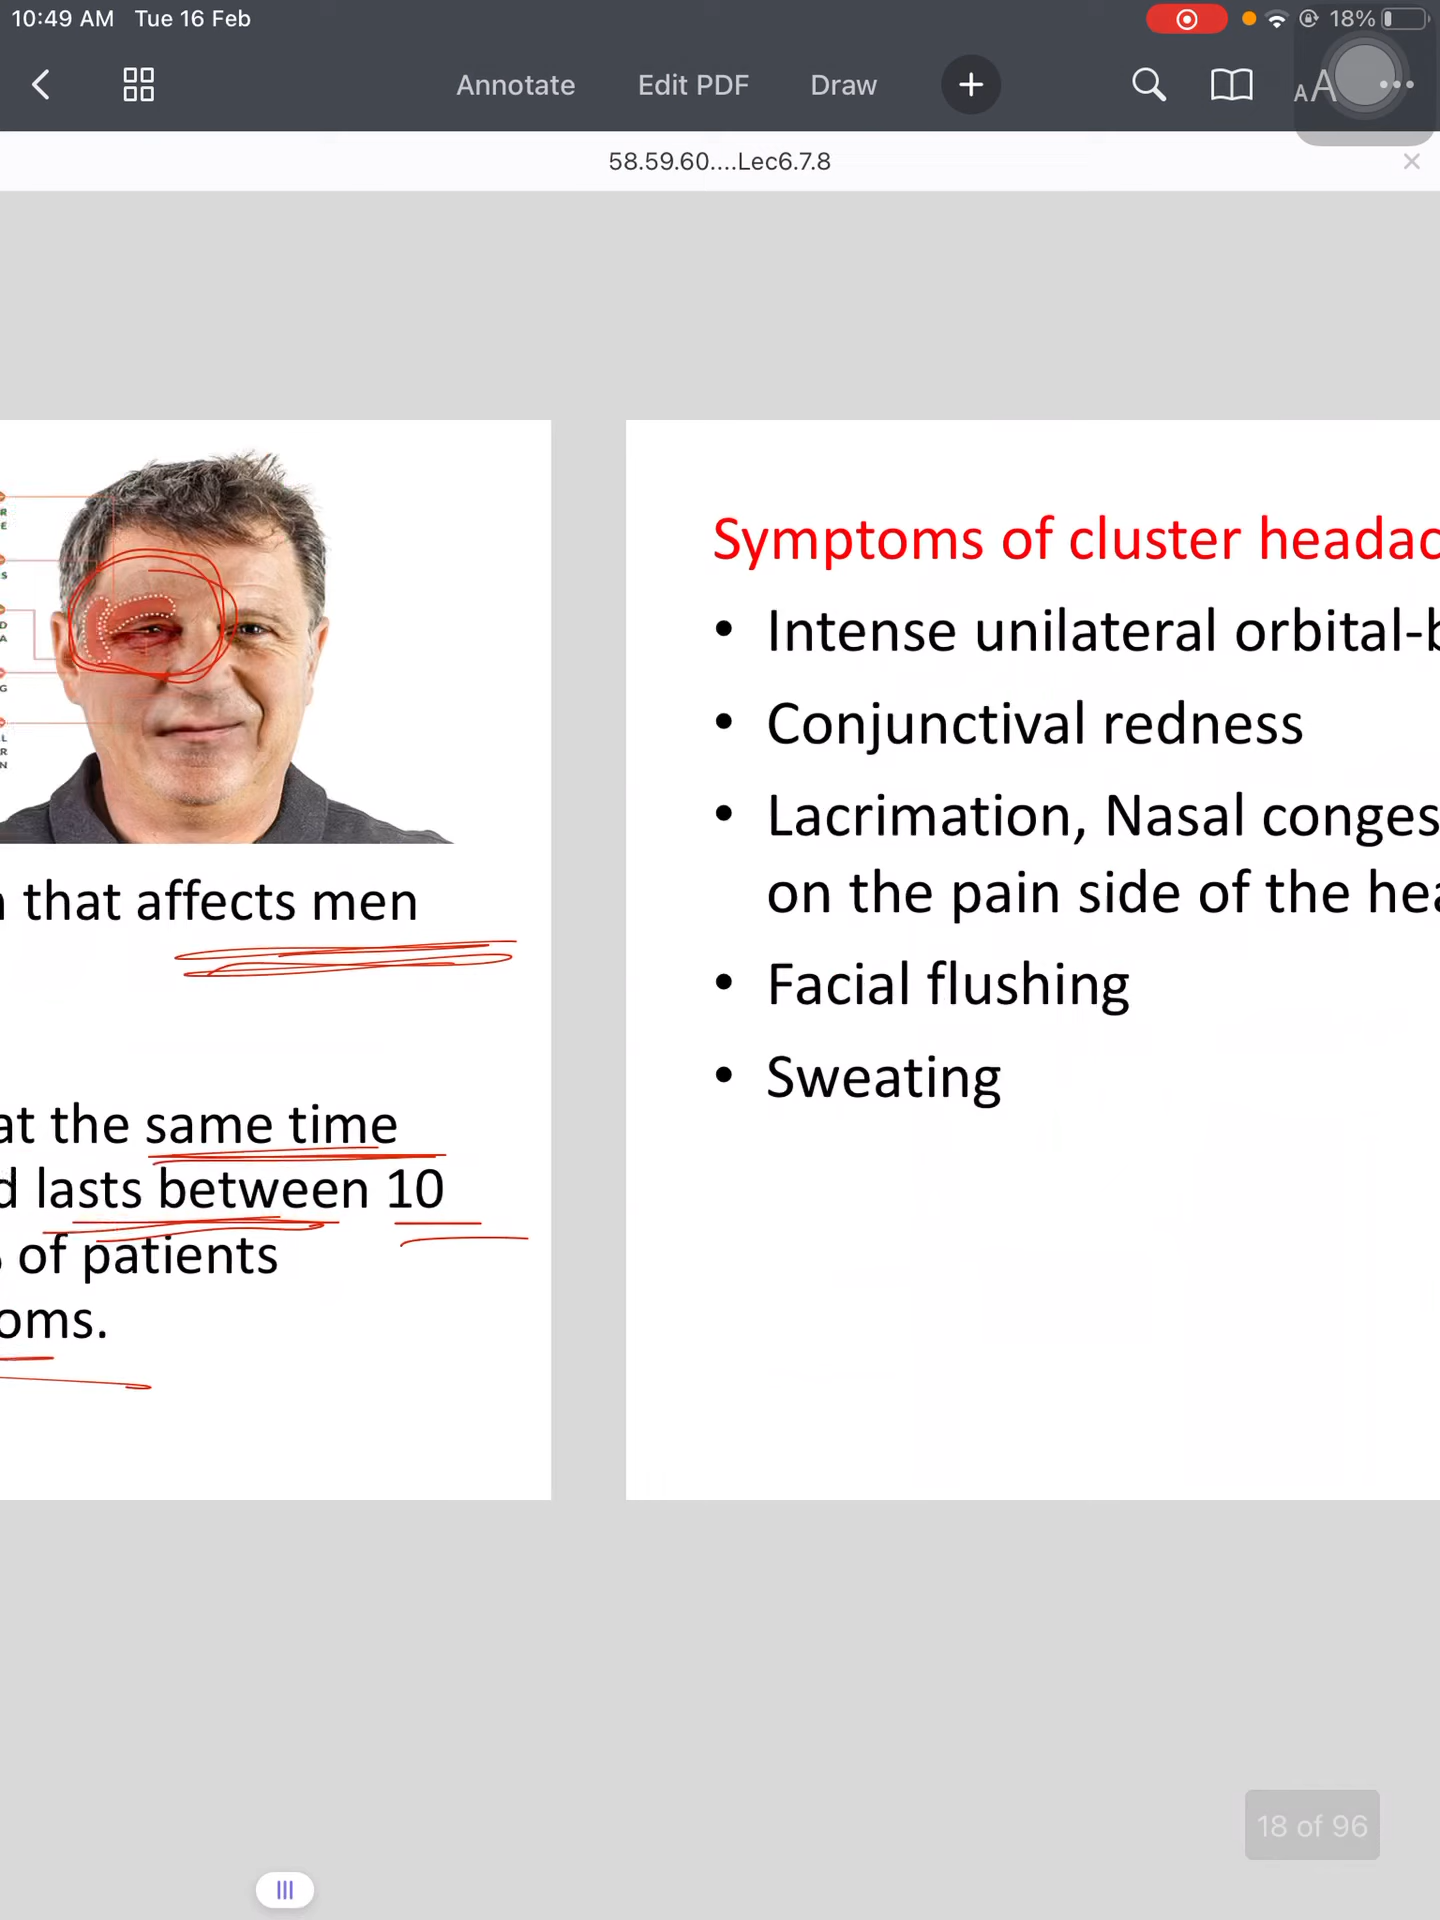 10:49 AM Tue 16 Feb
18%
Annotate Edit PDF Draw
AA
58.59.60....Lec6.7.8
R
E
S
D
A
G
L
R
N
that affects men
at the same time
lasts between 10
of patients
oms.
Symptoms of cluster headac
• Intense unilateral orbital-b
• Conjunctival redness
• Lacrimation, Nasal conges
on the pain side of the hea
• Facial flushing
• Sweating
18 of 96